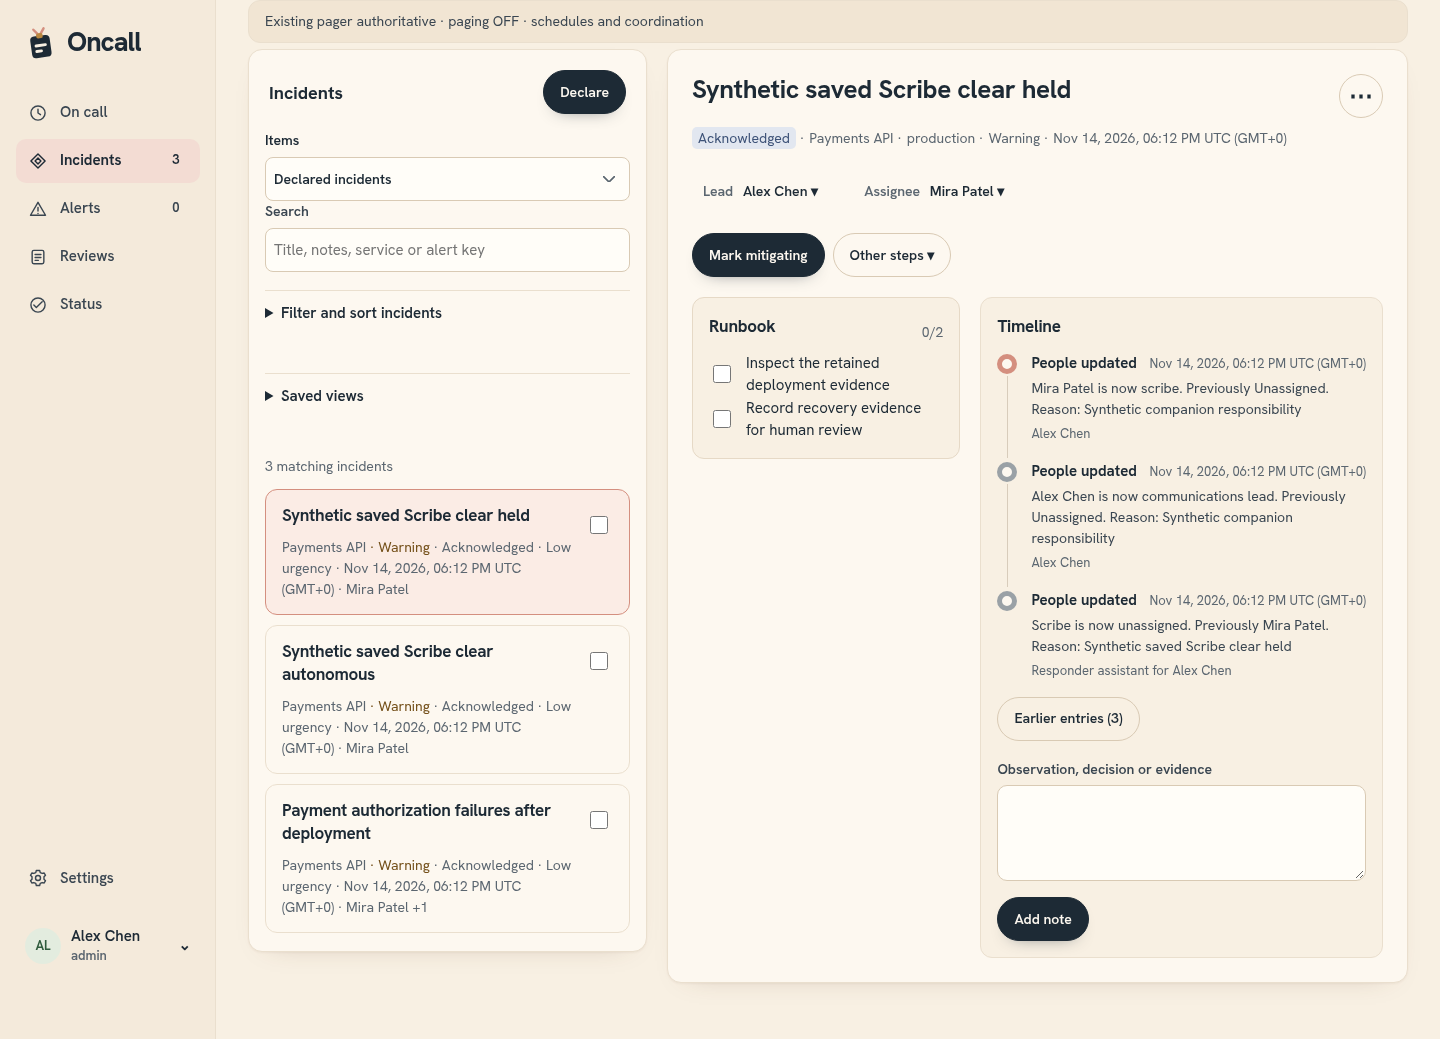 Oncall
On call
Incidents 3
Alerts 0
Reviews
Status
Settings
AL
Alex Chen
admin
Existing pager authoritative · paging OFF · schedules and coordination
Incidents
Declare
Items
Declared incidents
Search
Title, notes, service or alert key
Filter and sort incidents
Saved views
3 matching incidents
Synthetic saved Scribe clear held
Payments API · Warning · Acknowledged · Low
urgency · Nov 14, 2026, 06:12 PM UTC
(GMT+0) · Mira Patel
Synthetic saved Scribe clear
autonomous
Payments API · Warning · Acknowledged · Low
urgency · Nov 14, 2026, 06:12 PM UTC
(GMT+0) · Mira Patel
Payment authorization failures after
deployment
Payments API · Warning · Acknowledged · Low
urgency · Nov 14, 2026, 06:12 PM UTC
(GMT+0) · Mira Patel +1
Synthetic saved Scribe clear held
Acknowledged · Payments API · production · Warning · Nov 14, 2026, 06:12 PM UTC (GMT+0)
Lead Alex Chen ▾ Assignee Mira Patel ▾
Mark mitigating
Other steps ▾
Runbook 0/2
Inspect the retained
deployment evidence
Record recovery evidence
for human review
Timeline
People updated Nov 14, 2026, 06:12 PM UTC (GMT+0)
Mira Patel is now scribe. Previously Unassigned.
Reason: Synthetic companion responsibility
Alex Chen
People updated Nov 14, 2026, 06:12 PM UTC (GMT+0)
Alex Chen is now communications lead. Previously
Unassigned. Reason: Synthetic companion
responsibility
Alex Chen
People updated Nov 14, 2026, 06:12 PM UTC (GMT+0)
Scribe is now unassigned. Previously Mira Patel.
Reason: Synthetic saved Scribe clear held
Responder assistant for Alex Chen
Earlier entries (3)
Observation, decision or evidence
Add note